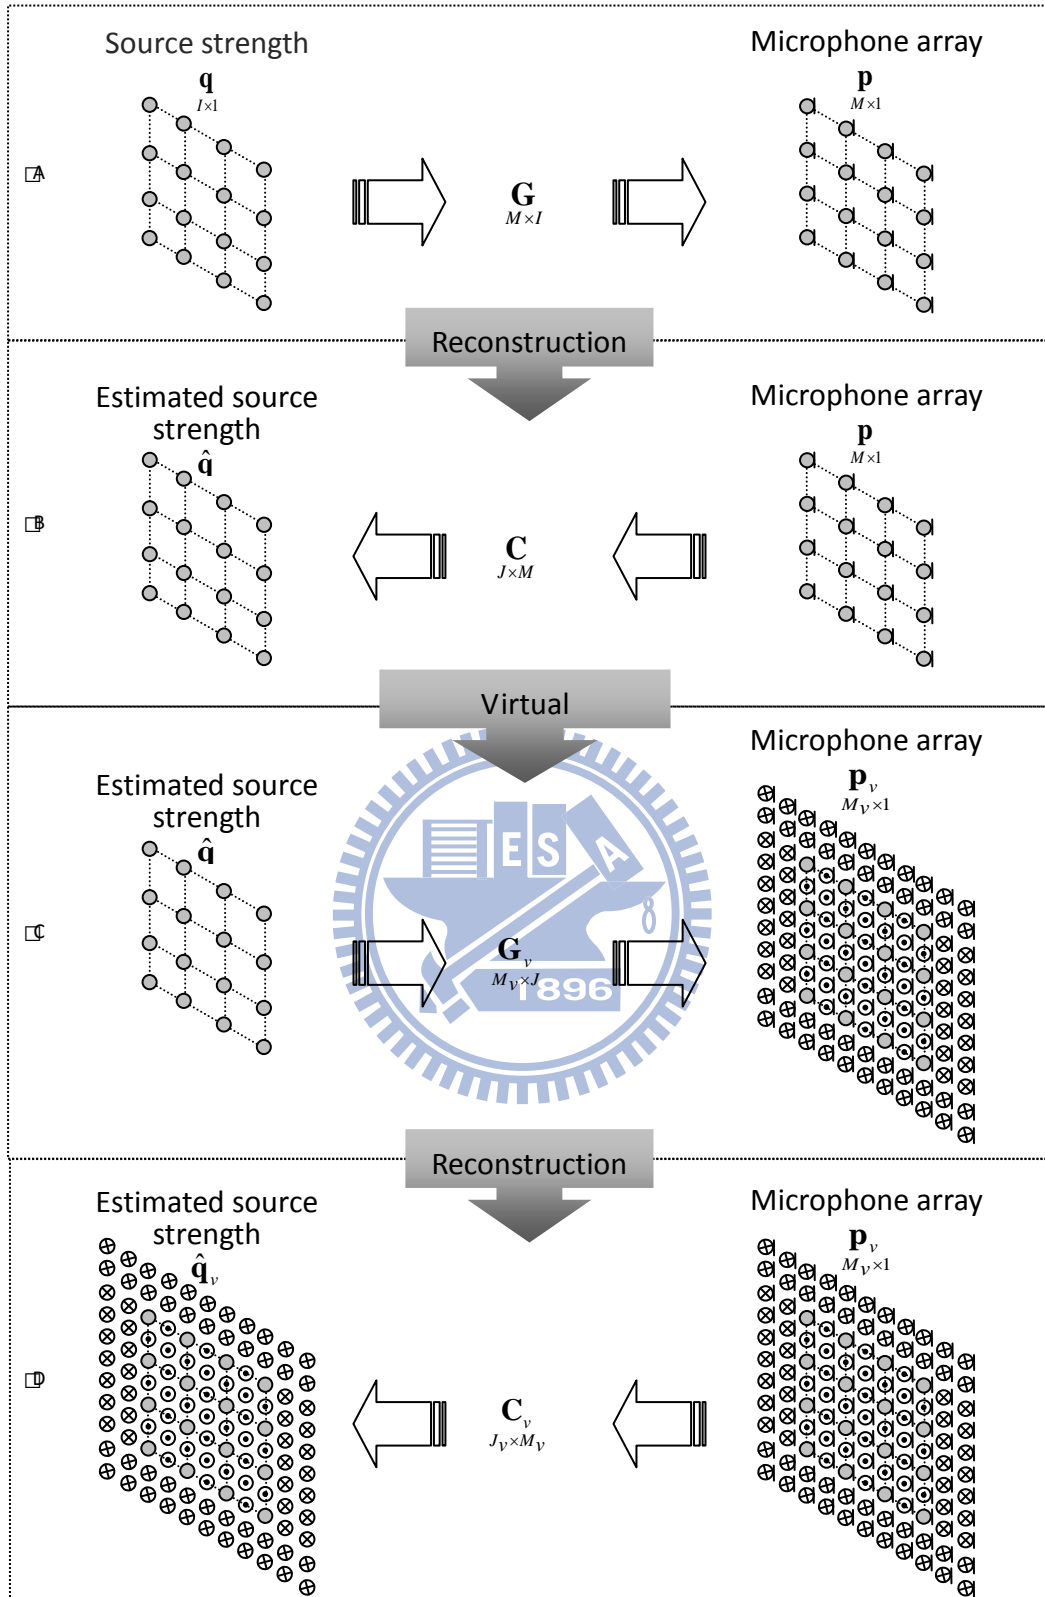 Source strength
q
I×1
Microphone array
p
M×1
□A
G
M×I
Reconstruction
Estimated source
strength
q̂
Microphone array
p
M×1
□B
C
J×M
Virtual
Estimated source
strength
q̂
Microphone array
p_v
M_v×1
E S A
□C
G_v
M_v×J
1896
Reconstruction
Estimated source
strength
q̂_v
Microphone array
p_v
M_v×1
□D
C_v
J_v×M_v